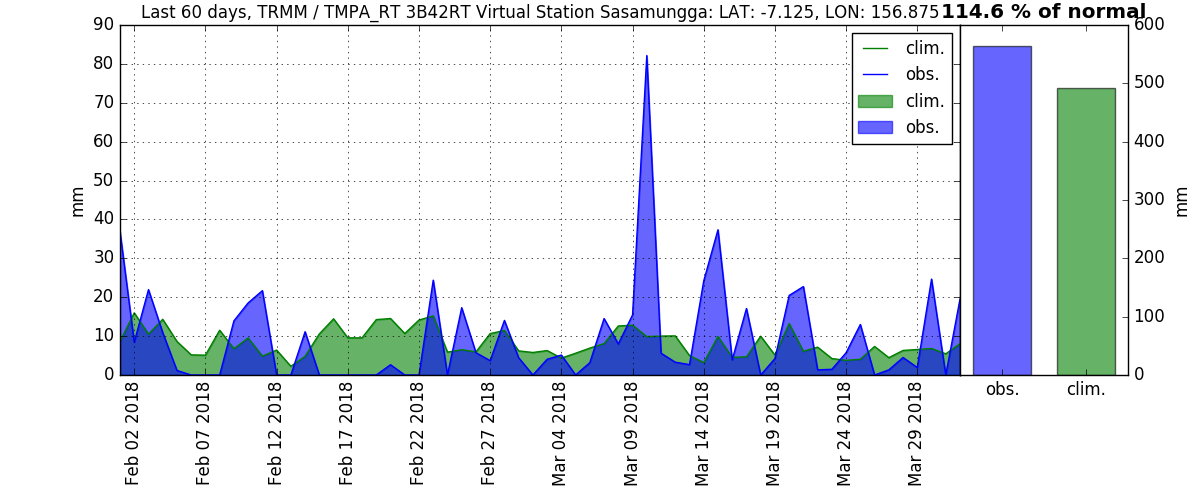 Last 60 days, TRMM / TMPA_RT 3B42RT Virtual Station Sasamungga: LAT: -7.125, LON: 156.875
114.6 % of normal
90
80
70
60
50
40
30
20
10
0
mm
clim.
obs.
clim.
obs.
Feb 02 2018
Feb 07 2018
Feb 12 2018
Feb 17 2018
Feb 22 2018
Feb 27 2018
Mar 04 2018
Mar 09 2018
Mar 14 2018
Mar 19 2018
Mar 24 2018
Mar 29 2018
600
500
400
300
200
100
0
mm
obs.
clim.